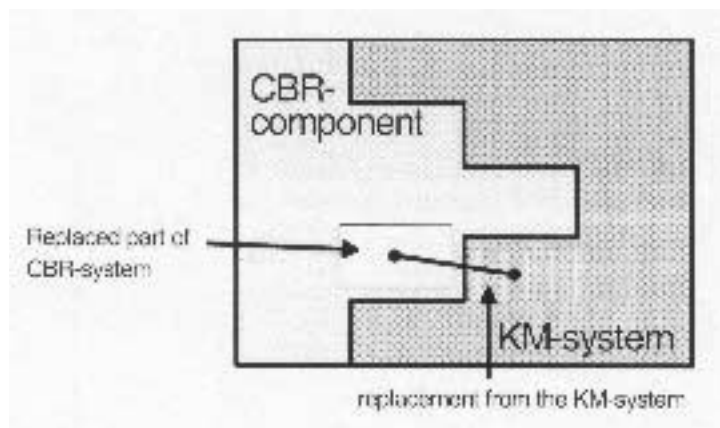 CBR-
component
Replaced part of
CBR-system
KM-system
replacement from the KM-system